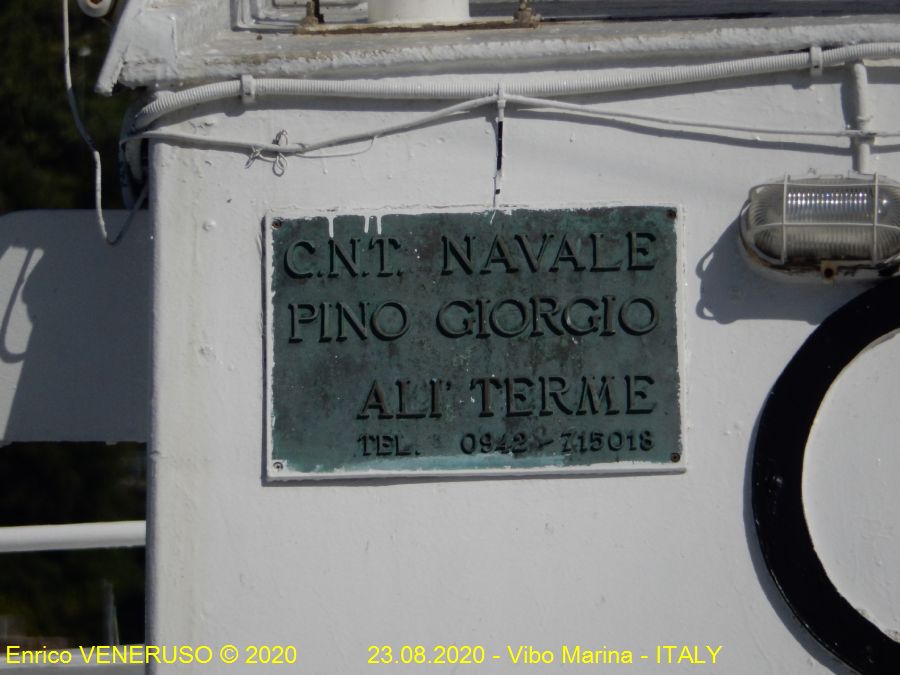 C.N.T. NAVALE
PINO GIORGIO
ALI' TERME
TEL. 0942 - 715018
Enrico VENERUSO © 2020 23.08.2020 - Vibo Marina - ITALY